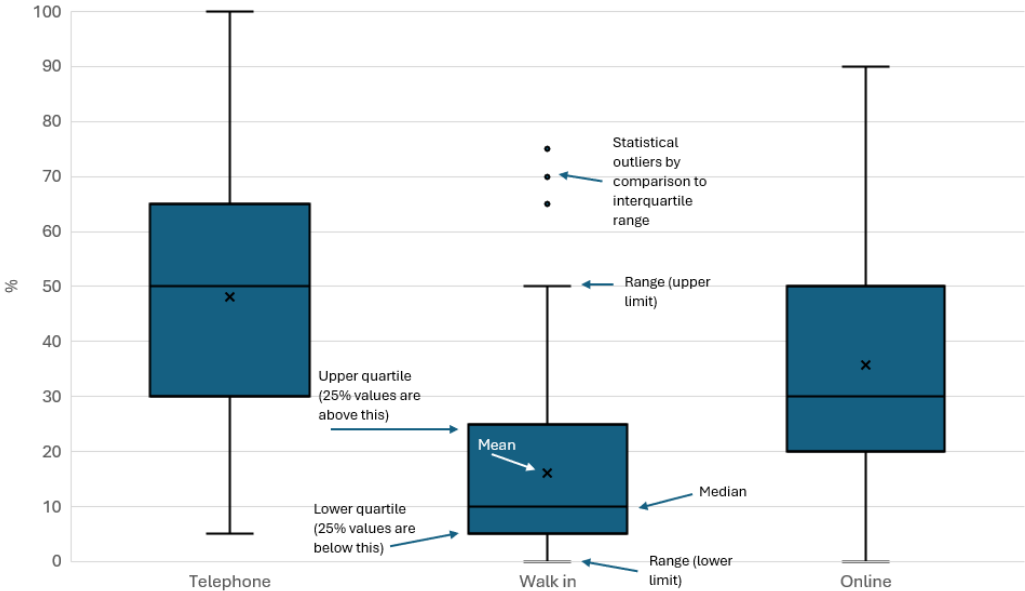 100
90
80
70
60
50
40
30
20
10
0
%
Statistical
outliers by
comparison to
interquartile
range
Range (upper
limit)
Upper quartile
(25% values are
above this)
Mean
Median
Lower quartile
(25% values are
below this)
Range (lower
limit)
Telephone
Walk in
Online